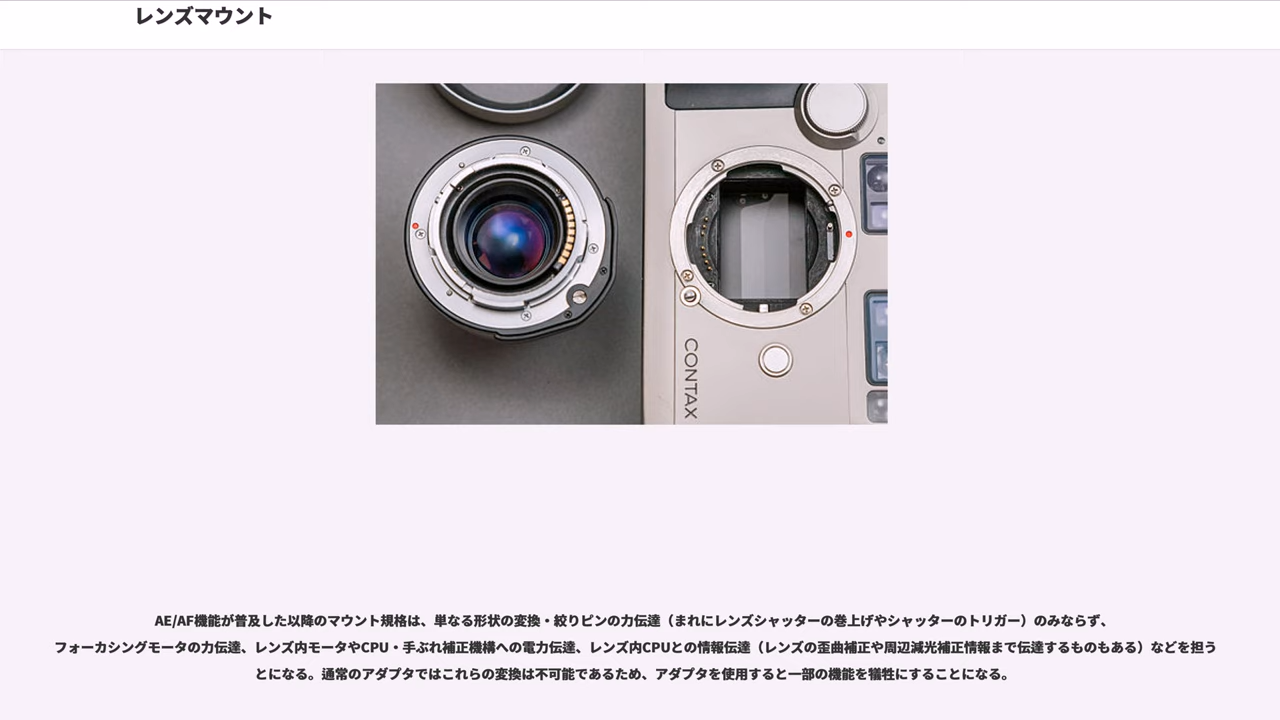 レンズマウント
CONTAX
AE/AF機能が普及した以降のマウント規格は、単なる形状の変換・絞りピンの力伝達（まれにレンズシャッターの巻上げやシャッターのトリガー）のみならず、
フォーカシングモータの力伝達、レンズ内モータやCPU・手ぶれ補正機構への電力伝達、レンズ内CPUとの情報伝達（レンズの歪曲補正や周辺減光補正情報まで伝達するものもある）などを担う
とになる。通常のアダプタではこれらの変換は不可能であるため、アダプタを使用すると一部の機能を犠牲にすることになる。